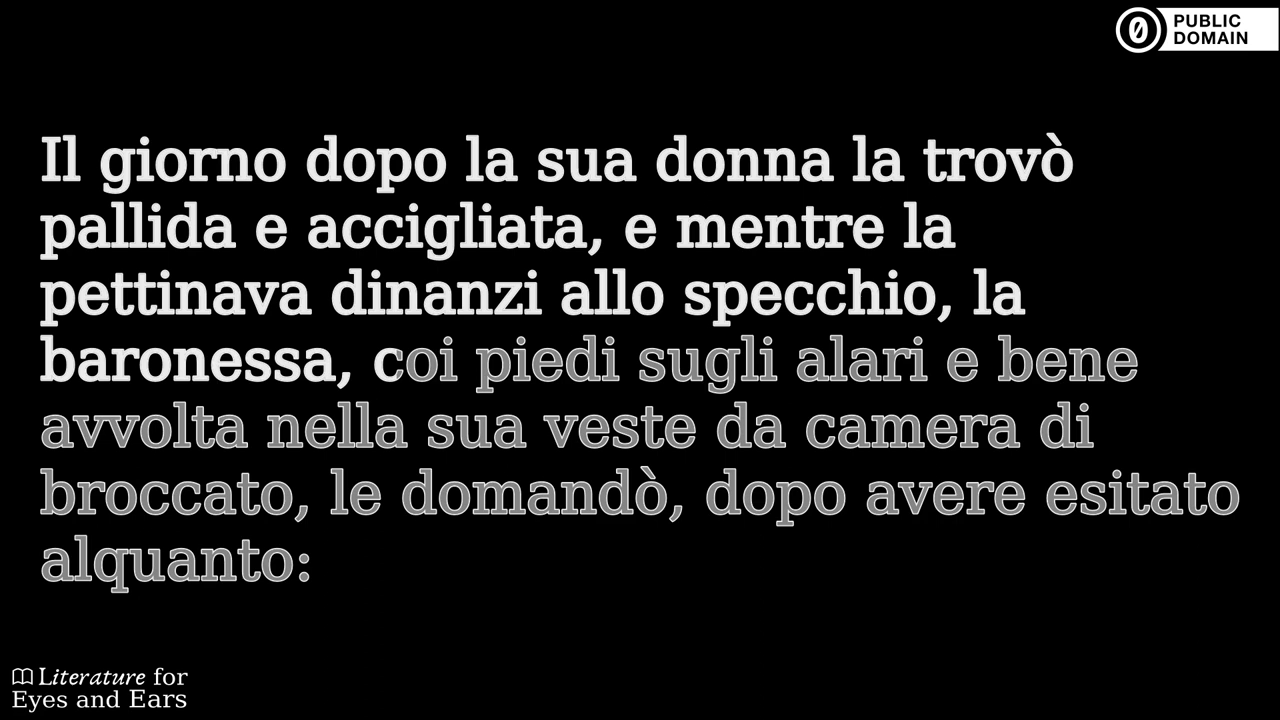 PUBLIC
DOMAIN
Il giorno dopo la sua donna la trovò
pallida e accigliata, e mentre la
pettinava dinanzi allo specchio, la
baronessa, coi piedi sugli alari e bene
avvolta nella sua veste da camera di
broccato, le domandò, dopo avere esitato
alquanto:
Literature for
Eyes and Ears